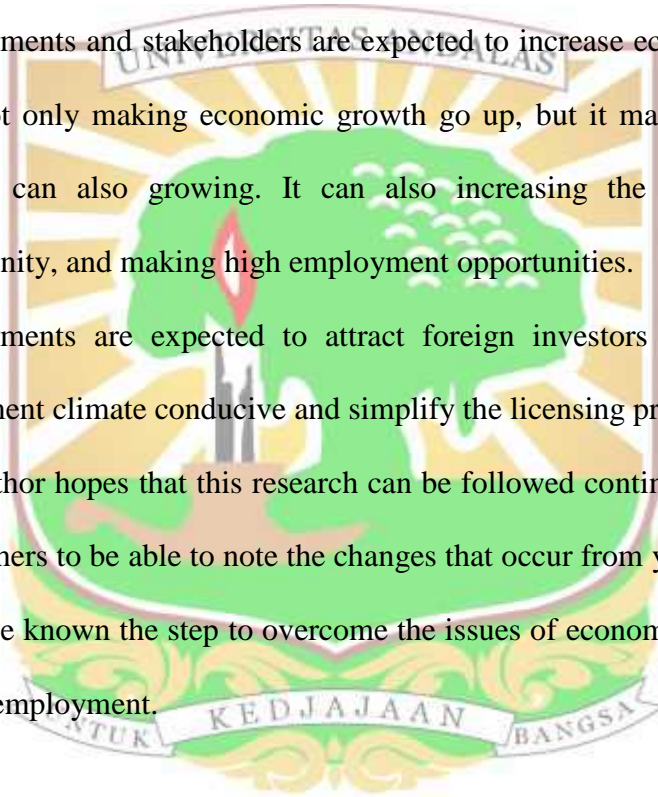 ments and stakeholders are expected to increase ec
UNIVERSITAS ANDALAS
t only making economic growth go up, but it ma
can also growing. It can also increasing the
nity, and making high employment opportunities.
ments are expected to attract foreign investors
nent climate conducive and simplify the licensing pr
thor hopes that this research can be followed contin
ners to be able to note the changes that occur from y
e known the step to overcome the issues of econom
employment.
UNTUK KEDJAJAAN BANGSA